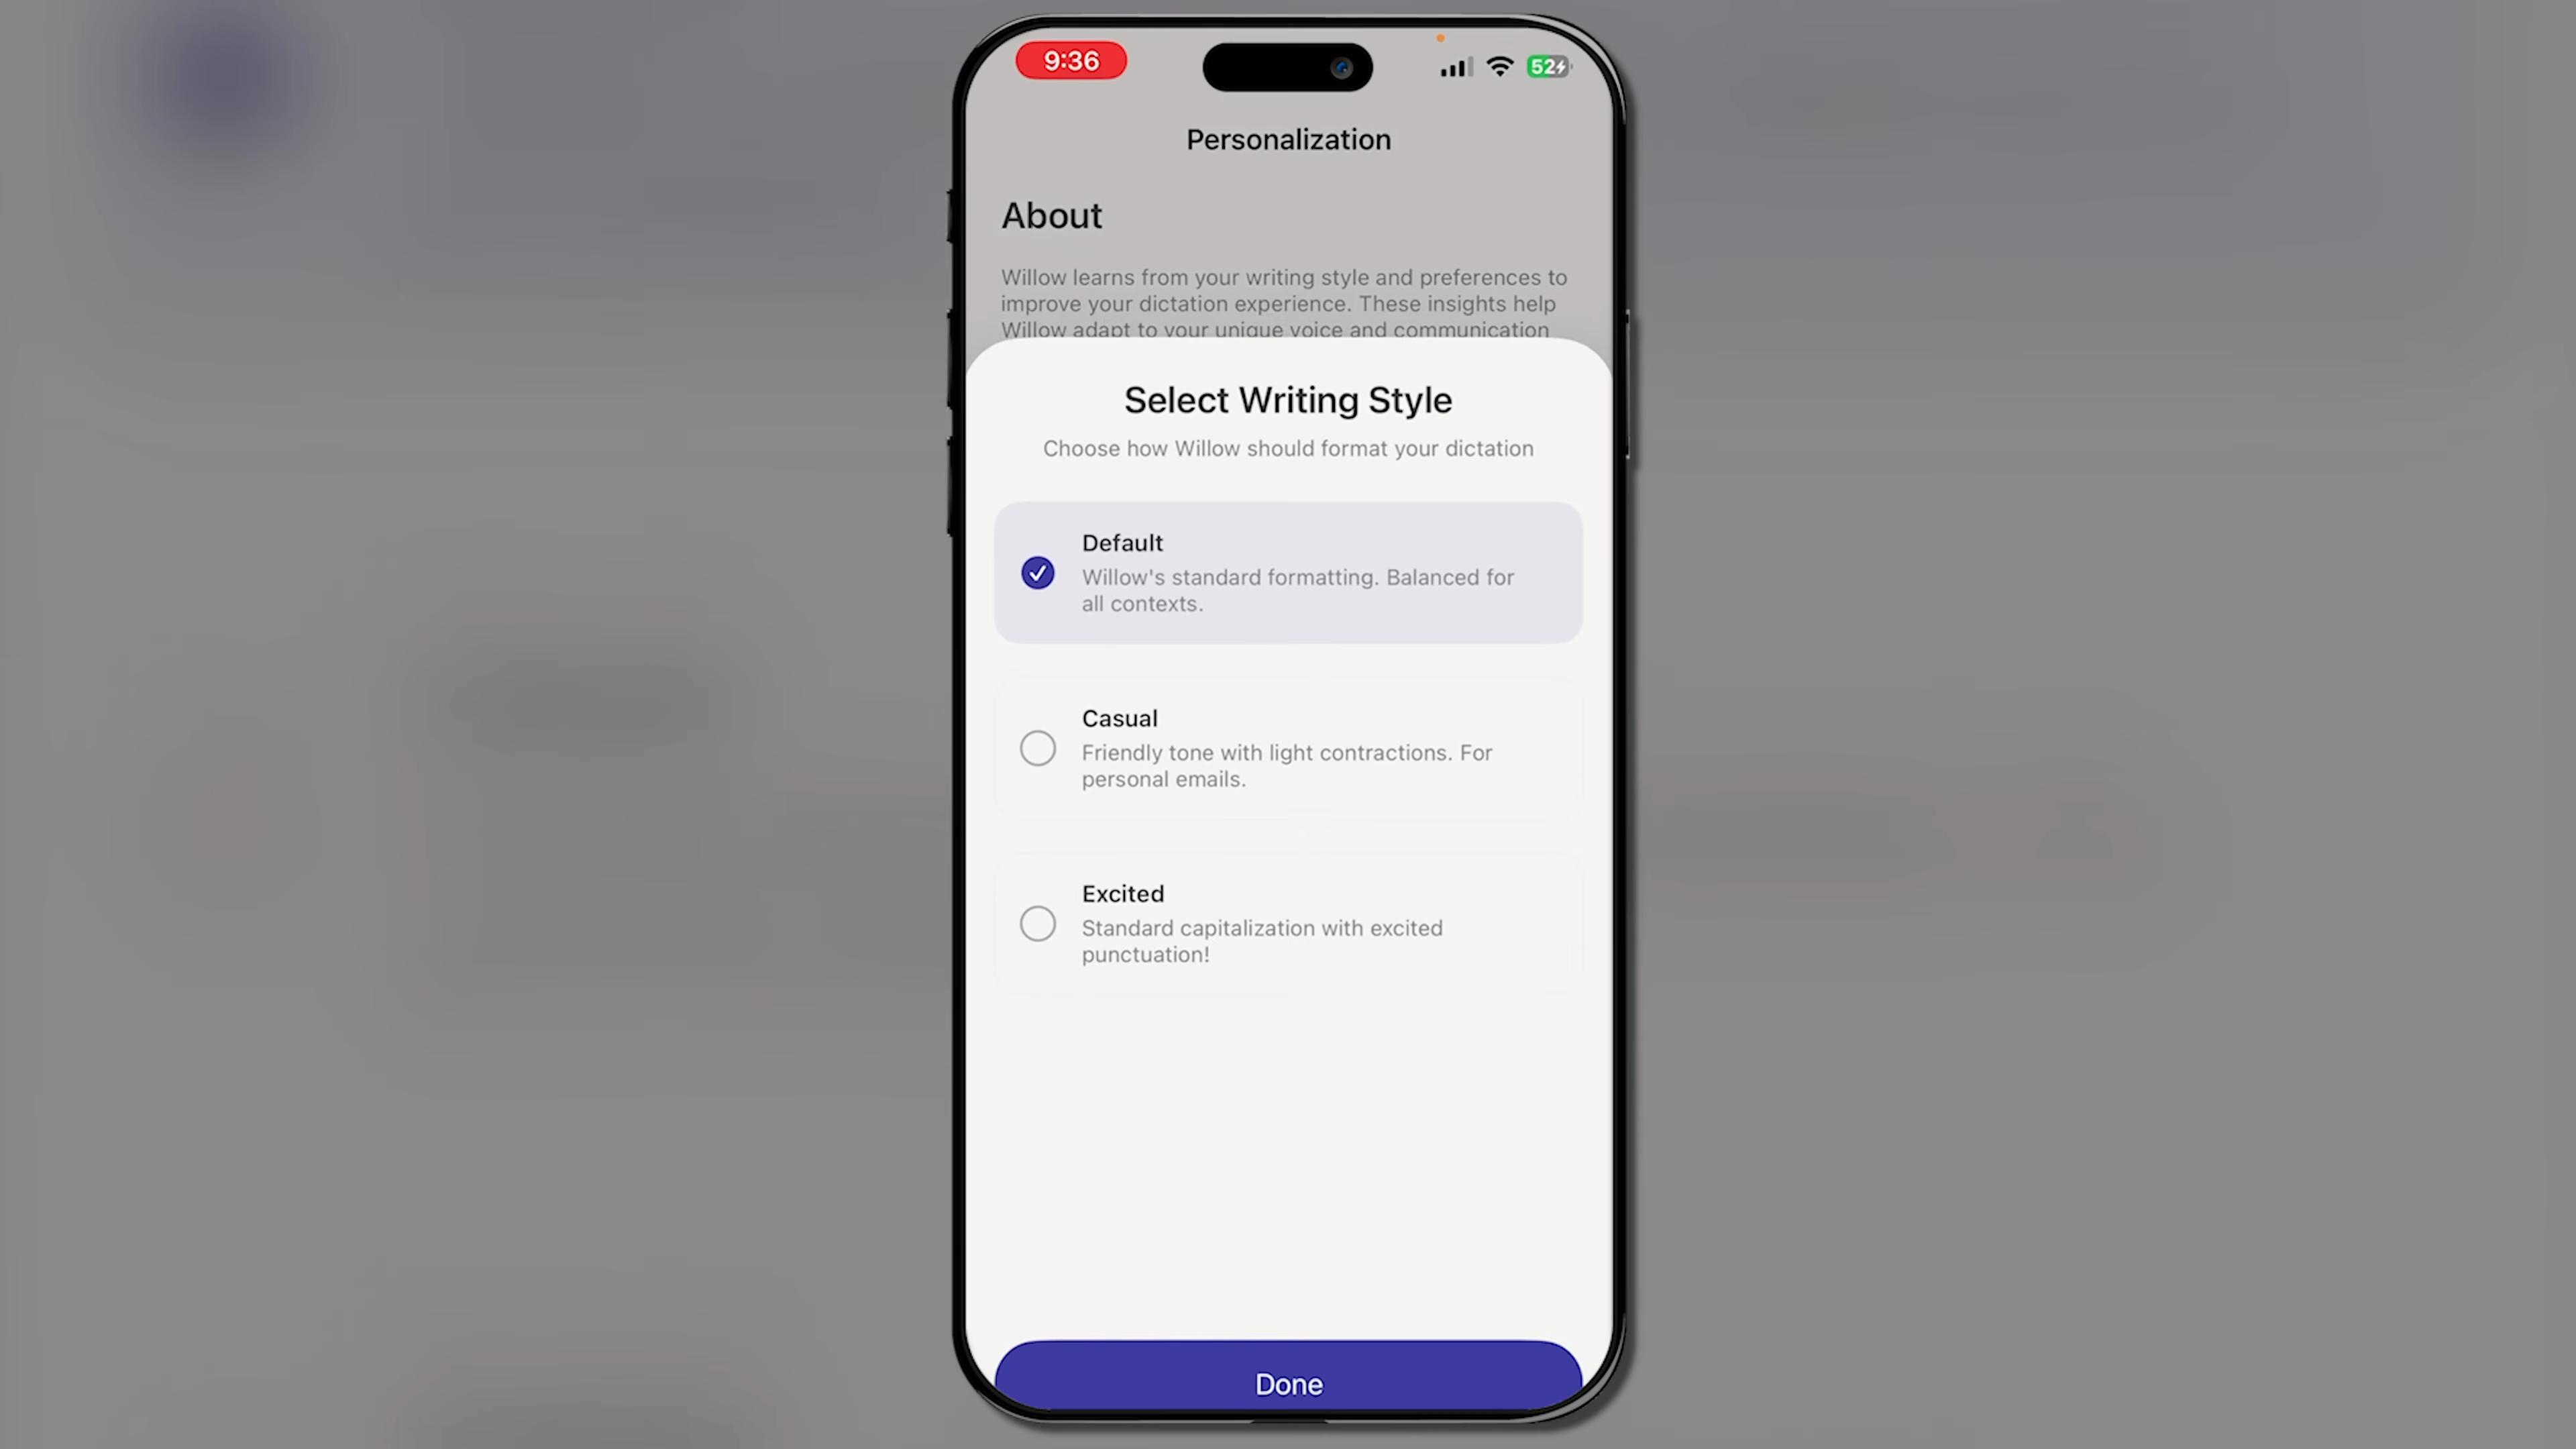 9:36
52
Personalization
About
Willow learns from your writing style and preferences to
improve your dictation experience. These insights help
Willow adapt to your unique voice and communication
Select Writing Style
Choose how Willow should format your dictation
Default
Willow's standard formatting. Balanced for
all contexts.
Casual
Friendly tone with light contractions. For
personal emails.
Excited
Standard capitalization with excited
punctuation!
Done